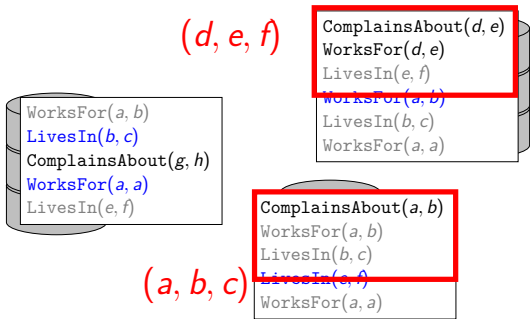 (d, e, f)
ComplainsAbout(d, e)
WorksFor(d, e)
LivesIn(e, f)
WorksFor(a, b)
LivesIn(b, c)
WorksFor(a, a)
WorksFor(a, b)
LivesIn(b, c)
ComplainsAbout(g, h)
WorksFor(a, a)
LivesIn(e, f)
(a, b, c)
ComplainsAbout(a, b)
WorksFor(a, b)
LivesIn(b, c)
LivesIn(e, f)
WorksFor(a, a)